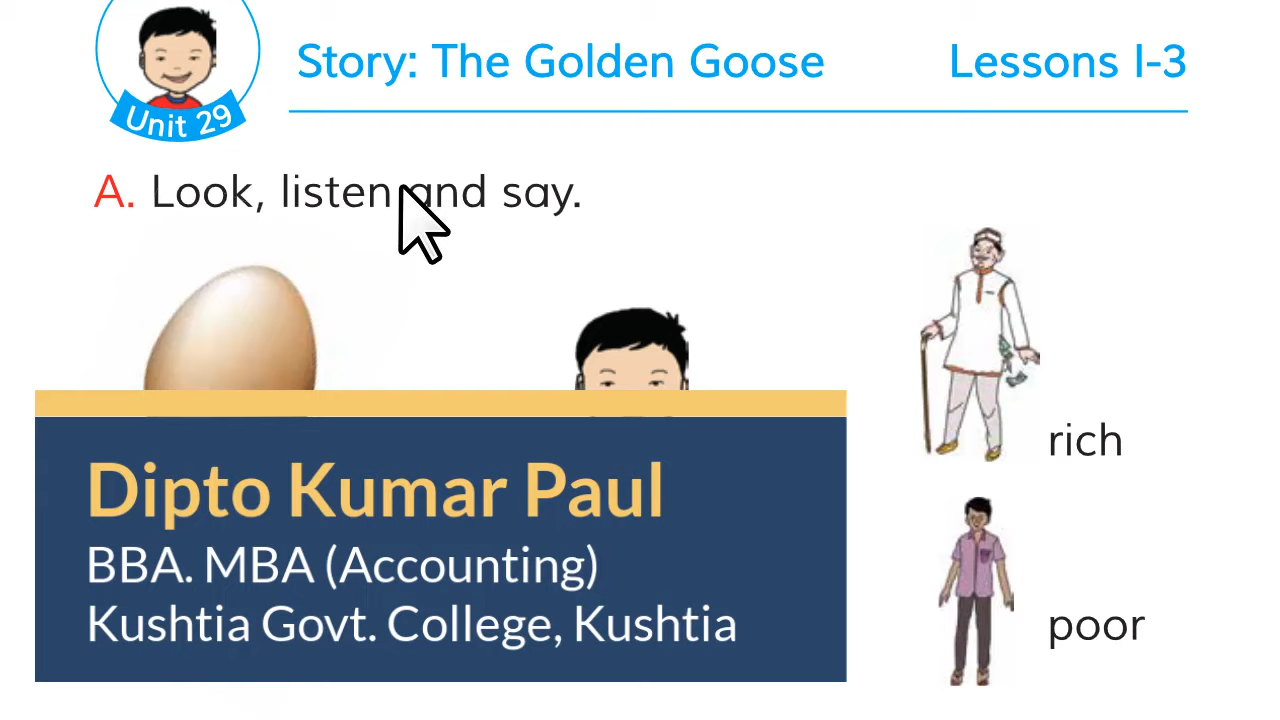 Unit 29
Story: The Golden Goose
Lessons 1-3
A. Look, listen and say.
rich
Dipto Kumar Paul
BBA. MBA (Accounting)
Kushtia Govt. College, Kushtia
poor